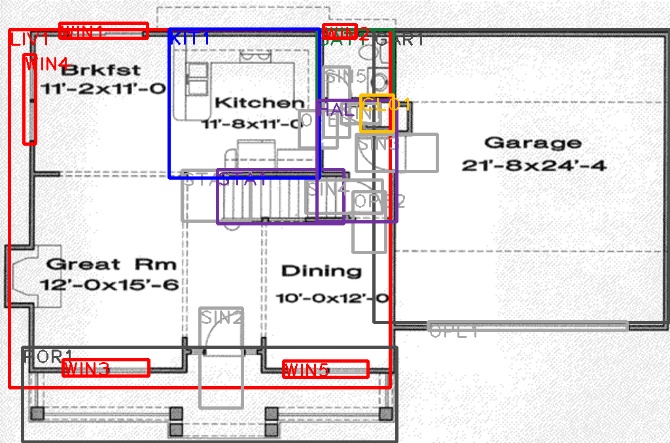 LIV1
WIN1
KIT1
WIN2
BAT1
GAR1
WIN4
Brkfst
11'-2x11'-0
SIN5
Kitchen
11'-8x11'-0
HAL1
CLO1
SIN3
Garage
21'-8x24'-4
STA1
SIN4
OPE2
Great Rm
12'-0x15'-6
Dining
10'-0x12'-0
SIN2
OPE1
POR1
WIN3
WIN5